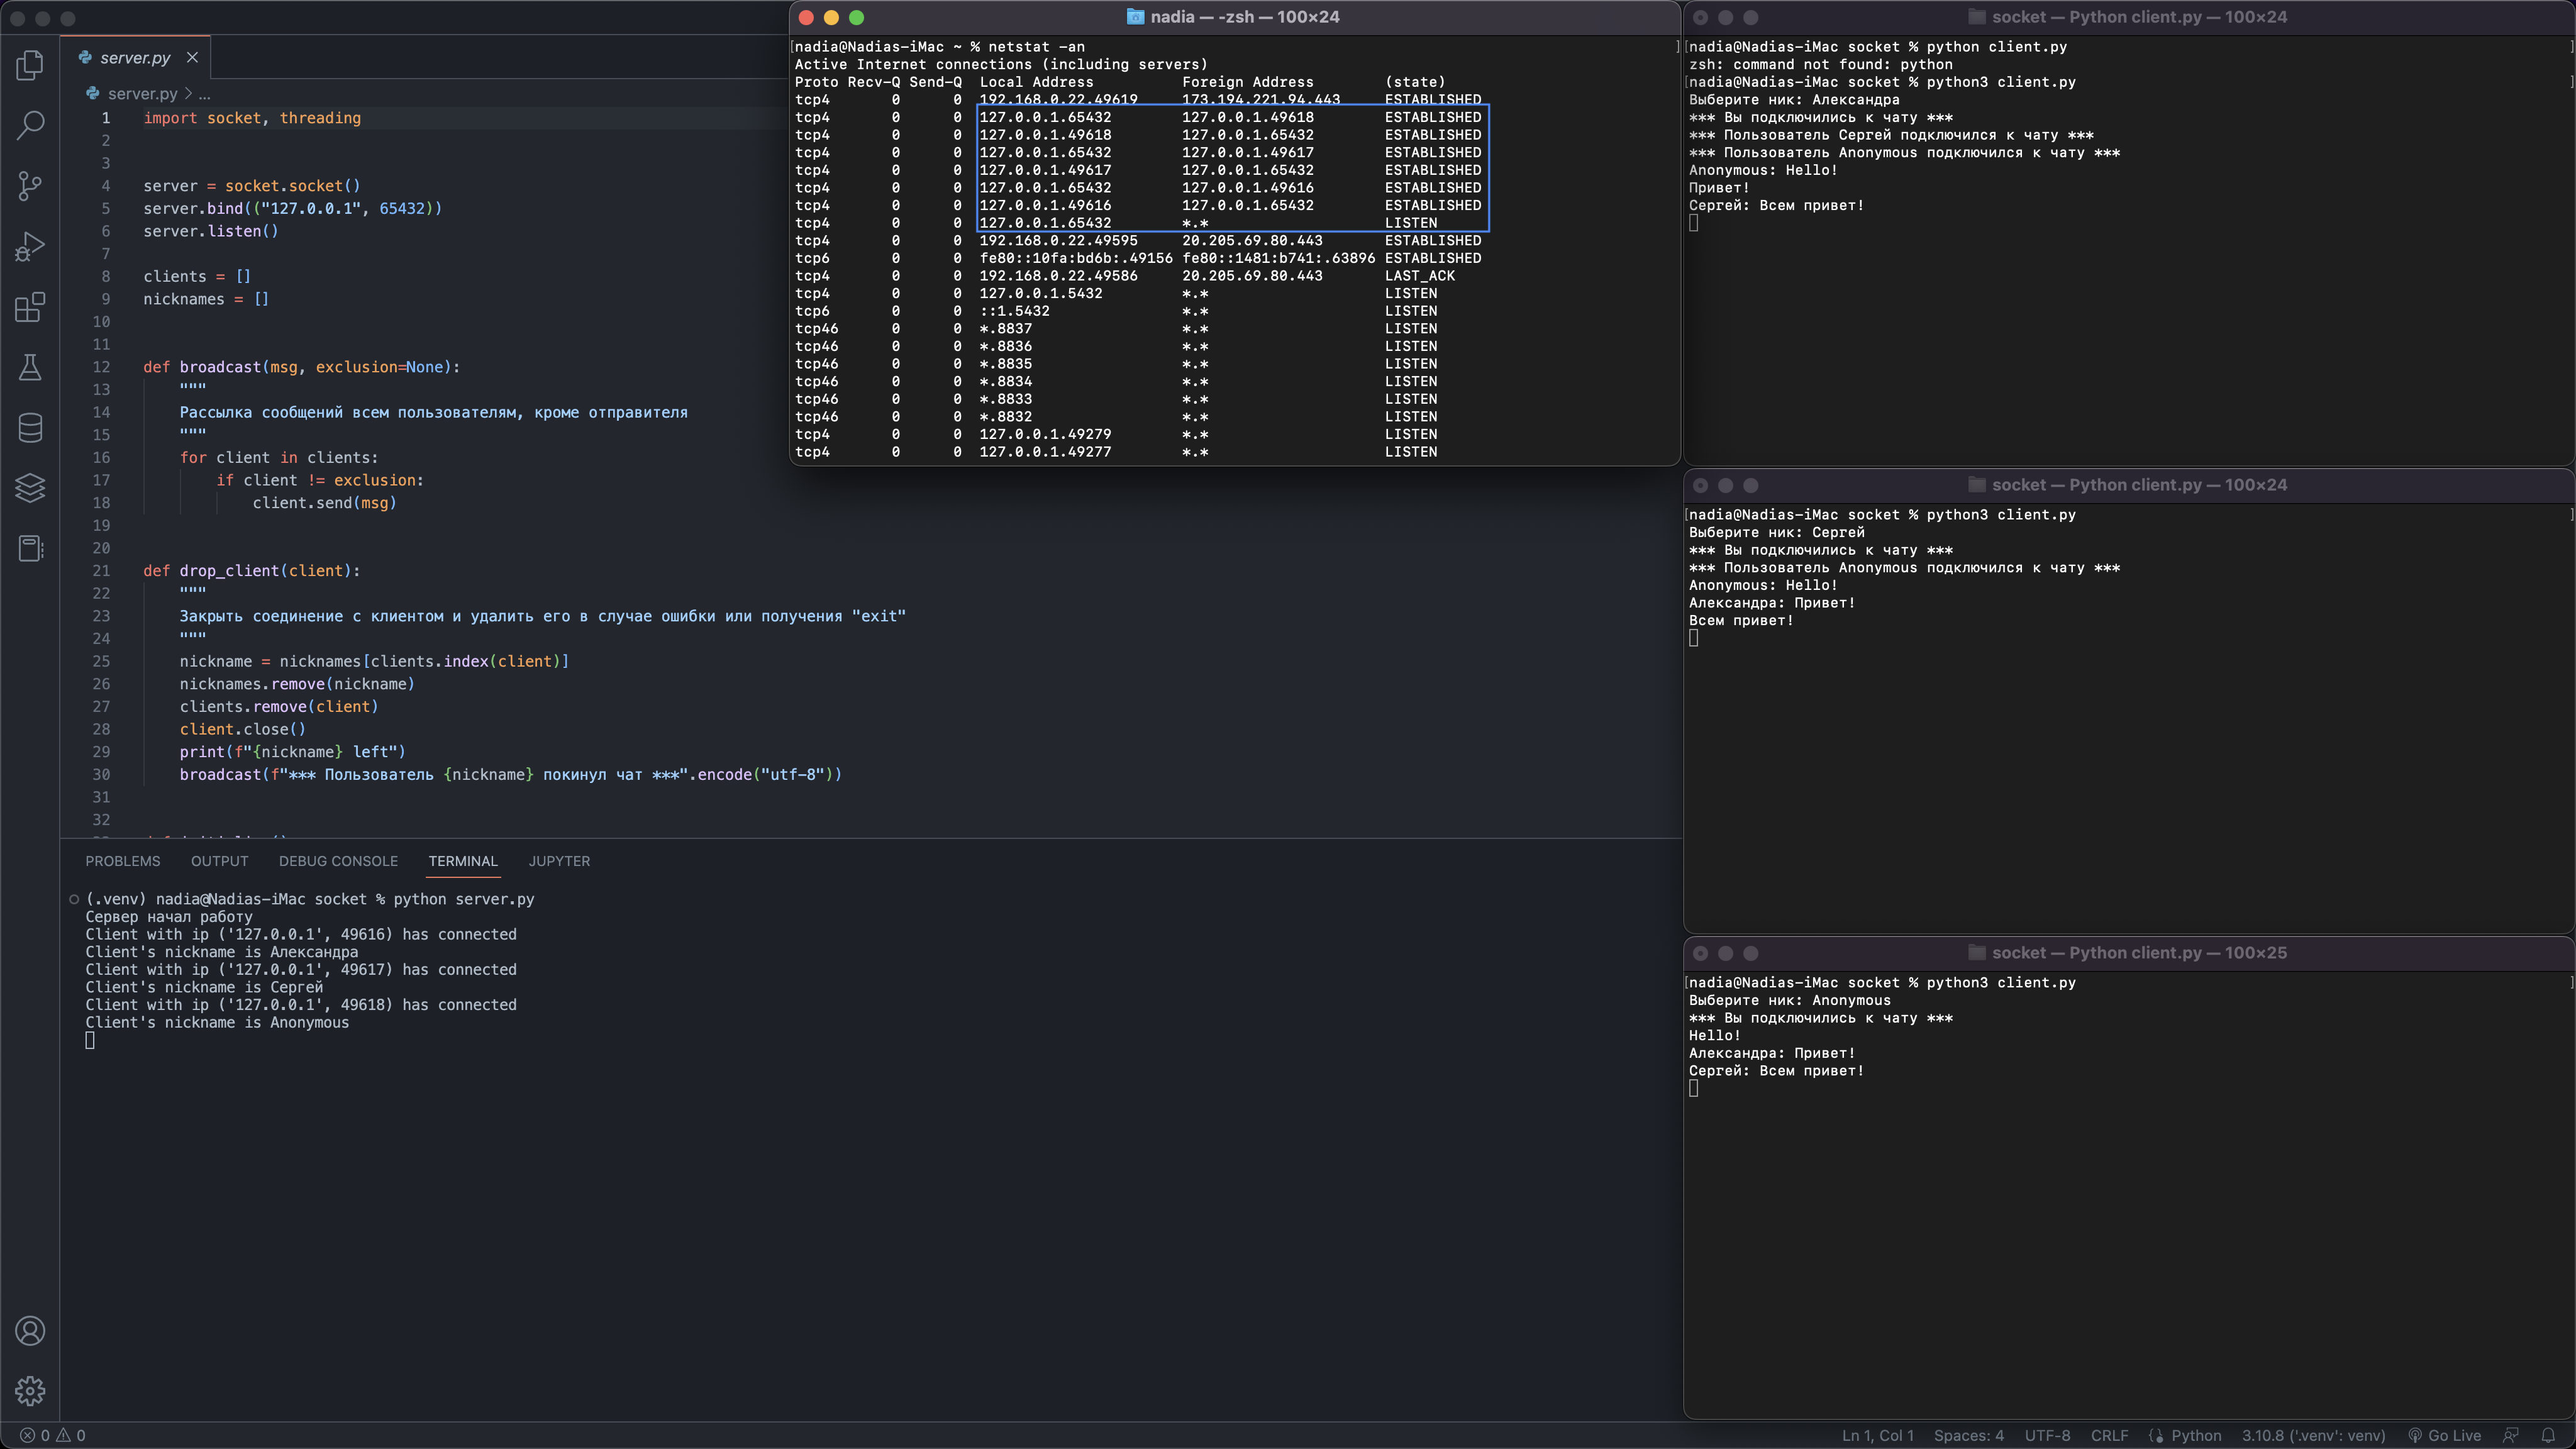 server.py
server.py > ...
1 import socket, threading
2
3
4 server = socket.socket()
5 server.bind(("127.0.0.1", 65432))
6 server.listen()
7
8 clients = []
9 nicknames = []
10
11
12 def broadcast(msg, exclusion=None):
13     """
14     Рассылка сообщений всем пользователям, кроме отправителя
15     """
16     for client in clients:
17         if client != exclusion:
18             client.send(msg)
19
20
21 def drop_client(client):
22     """
23     Закрыть соединение с клиентом и удалить его в случае ошибки или получения "exit"
24     """
25     nickname = nicknames[clients.index(client)]
26     nicknames.remove(nickname)
27     clients.remove(client)
28     client.close()
29     print(f"{nickname} left")
30     broadcast(f"*** Пользователь {nickname} покинул чат ***".encode("utf-8"))
31
32
PROBLEMS OUTPUT DEBUG CONSOLE TERMINAL JUPYTER
(.venv) nadia@Nadias-iMac socket % python server.py
Сервер начал работу
Client with ip ('127.0.0.1', 49616) has connected
Client's nickname is Александра
Client with ip ('127.0.0.1', 49617) has connected
Client's nickname is Сергей
Client with ip ('127.0.0.1', 49618) has connected
Client's nickname is Anonymous
nadia — -zsh — 100×24
[nadia@Nadias-iMac ~ % netstat -an ]
Active Internet connections (including servers)
Proto Recv-Q Send-Q  Local Address          Foreign Address        (state)
tcp4       0      0  192.168.0.22.49619     173.194.221.94.443     ESTABLISHED
tcp4       0      0  127.0.0.1.65432        127.0.0.1.49618        ESTABLISHED
tcp4       0      0  127.0.0.1.49618        127.0.0.1.65432        ESTABLISHED
tcp4       0      0  127.0.0.1.65432        127.0.0.1.49617        ESTABLISHED
tcp4       0      0  127.0.0.1.49617        127.0.0.1.65432        ESTABLISHED
tcp4       0      0  127.0.0.1.65432        127.0.0.1.49616        ESTABLISHED
tcp4       0      0  127.0.0.1.49616        127.0.0.1.65432        ESTABLISHED
tcp4       0      0  127.0.0.1.65432        *.*                    LISTEN
tcp4       0      0  192.168.0.22.49595     20.205.69.80.443       ESTABLISHED
tcp6       0      0  fe80::10fa:bd6b:.49156 fe80::1481:b741:.63896 ESTABLISHED
tcp4       0      0  192.168.0.22.49586     20.205.69.80.443       LAST_ACK
tcp4       0      0  127.0.0.1.5432         *.*                    LISTEN
tcp6       0      0  ::1.5432               *.*                    LISTEN
tcp46      0      0  *.8837                 *.*                    LISTEN
tcp46      0      0  *.8836                 *.*                    LISTEN
tcp46      0      0  *.8835                 *.*                    LISTEN
tcp46      0      0  *.8834                 *.*                    LISTEN
tcp46      0      0  *.8833                 *.*                    LISTEN
tcp46      0      0  *.8832                 *.*                    LISTEN
tcp4       0      0  127.0.0.1.49279        *.*                    LISTEN
tcp4       0      0  127.0.0.1.49277        *.*                    LISTEN
socket — Python client.py — 100×24
[nadia@Nadias-iMac socket % python client.py ]
zsh: command not found: python
[nadia@Nadias-iMac socket % python3 client.py ]
Выберите ник: Александра
*** Вы подключились к чату ***
*** Пользователь Сергей подключился к чату ***
*** Пользователь Anonymous подключился к чату ***
Anonymous: Hello!
Привет!
Сергей: Всем привет!
socket — Python client.py — 100×24
[nadia@Nadias-iMac socket % python3 client.py ]
Выберите ник: Сергей
*** Вы подключились к чату ***
*** Пользователь Anonymous подключился к чату ***
Anonymous: Hello!
Александра: Привет!
Всем привет!
socket — Python client.py — 100×25
[nadia@Nadias-iMac socket % python3 client.py ]
Выберите ник: Anonymous
*** Вы подключились к чату ***
Hello!
Александра: Привет!
Сергей: Всем привет!
0 0 Ln 1, Col 1 Spaces: 4 UTF-8 CRLF Python 3.10.8 ('.venv': venv) Go Live